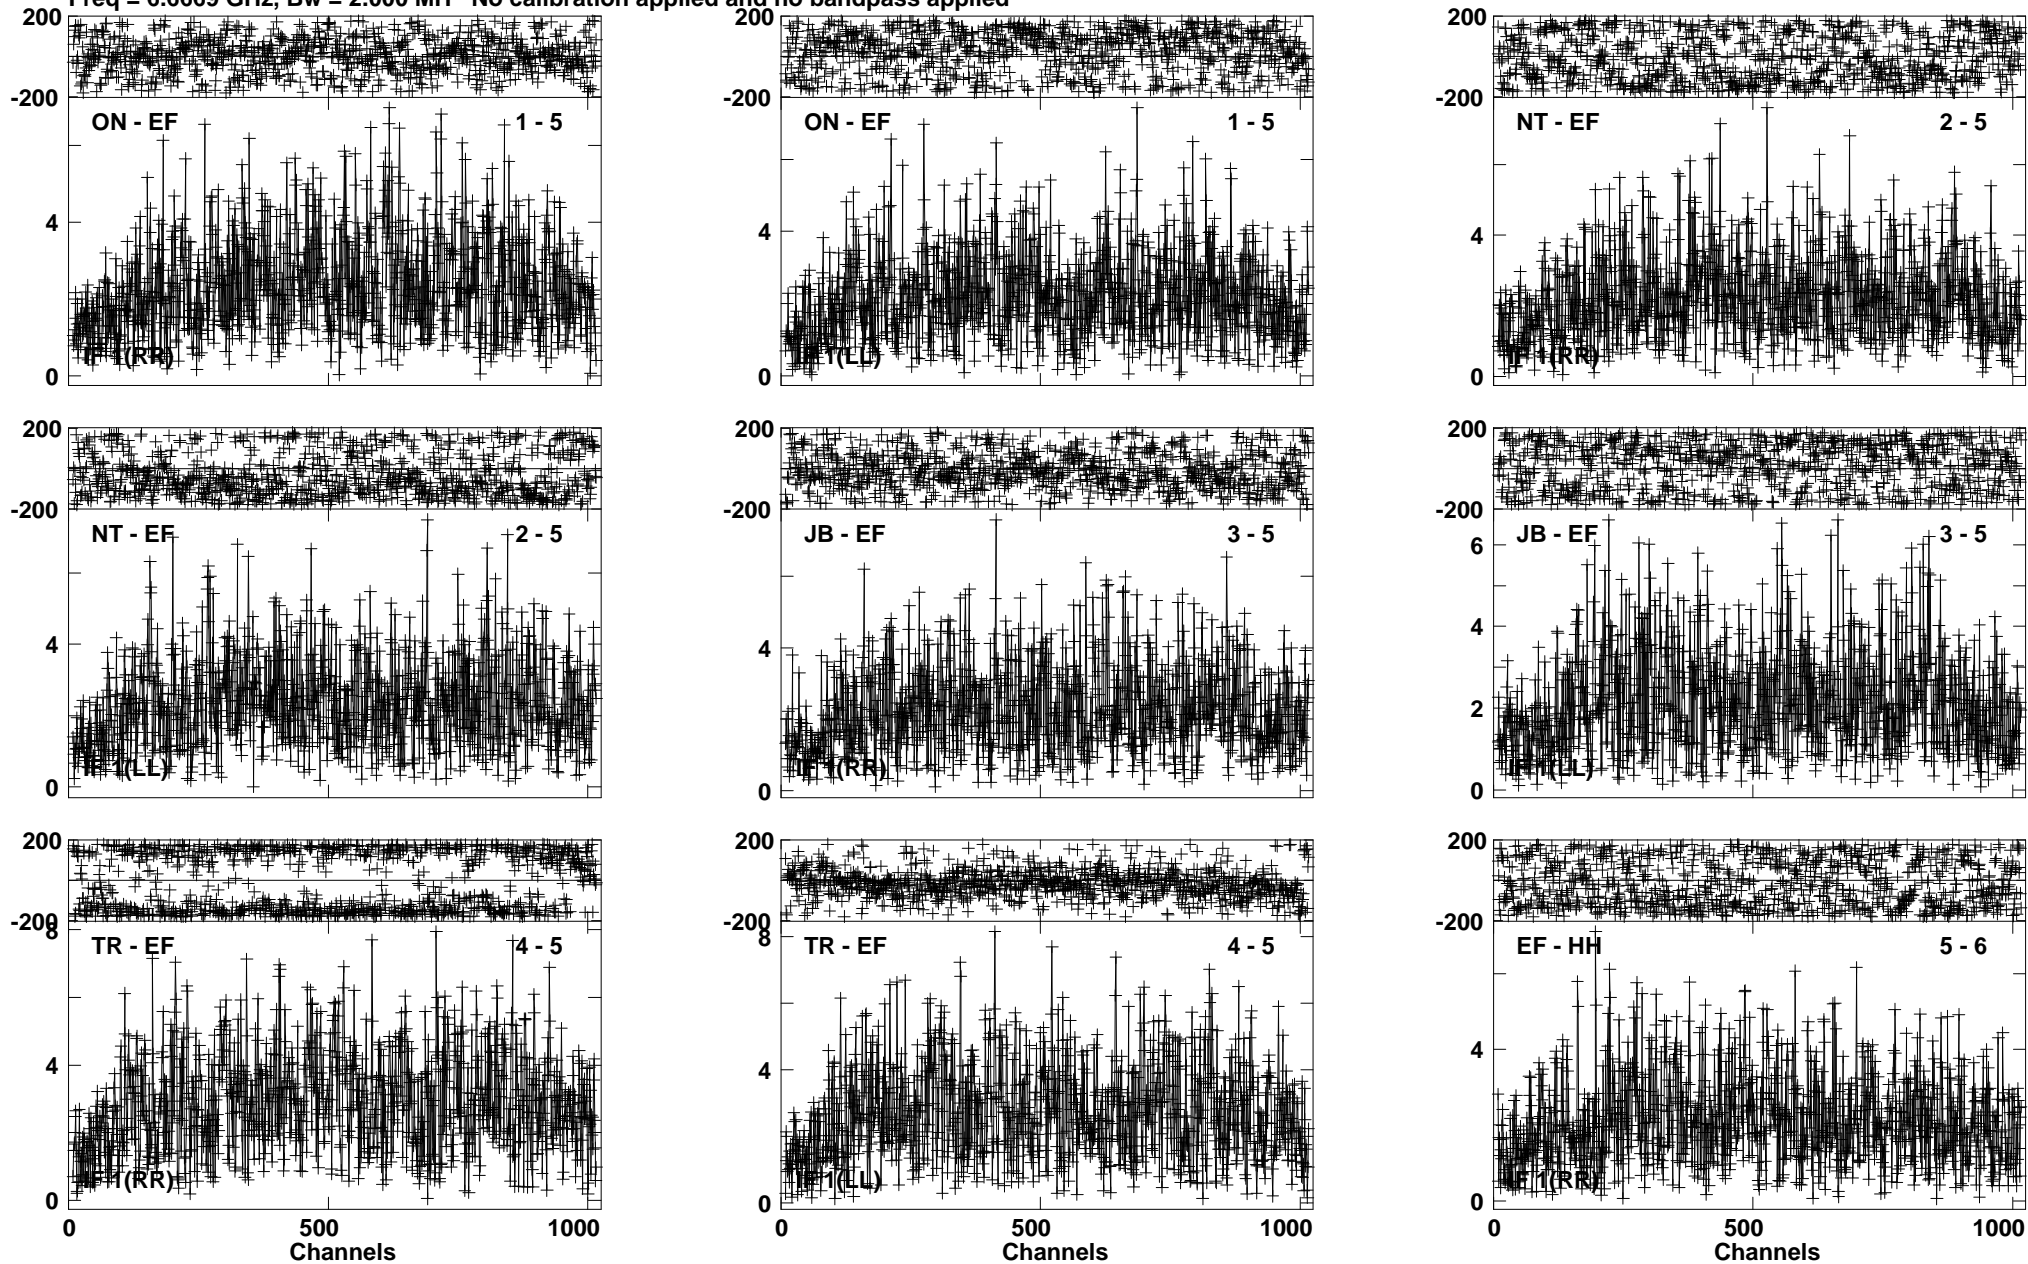 Freq = 6.6669 GHz, Bw = 2.000 MH No calibration applied and no bandpass applied
200 200 200
-200 -200 -200
ON - EF 1 - 5 ON - EF 1 - 5 NT - EF 2 - 5
4 4 4
IF 1(RR) IF 1(LL) IF 1(RR)
0 0 0
200 200 200
-200 -200 -200
NT - EF 2 - 5 JB - EF 3 - 5 JB - EF 3 - 5
6
4 4 4
2
IF 1(LL) IF 1(RR) IF 1(LL)
0 0 0
200 200 200
-200 -200 -200
8 8
TR - EF 4 - 5 TR - EF 4 - 5 EF - HH 5 - 6
4 4 4
IF 1(RR) IF 1(LL) IF 1(RR)
0 0 0
0 500 1000 0 500 1000 0 500 1000
Channels Channels Channels